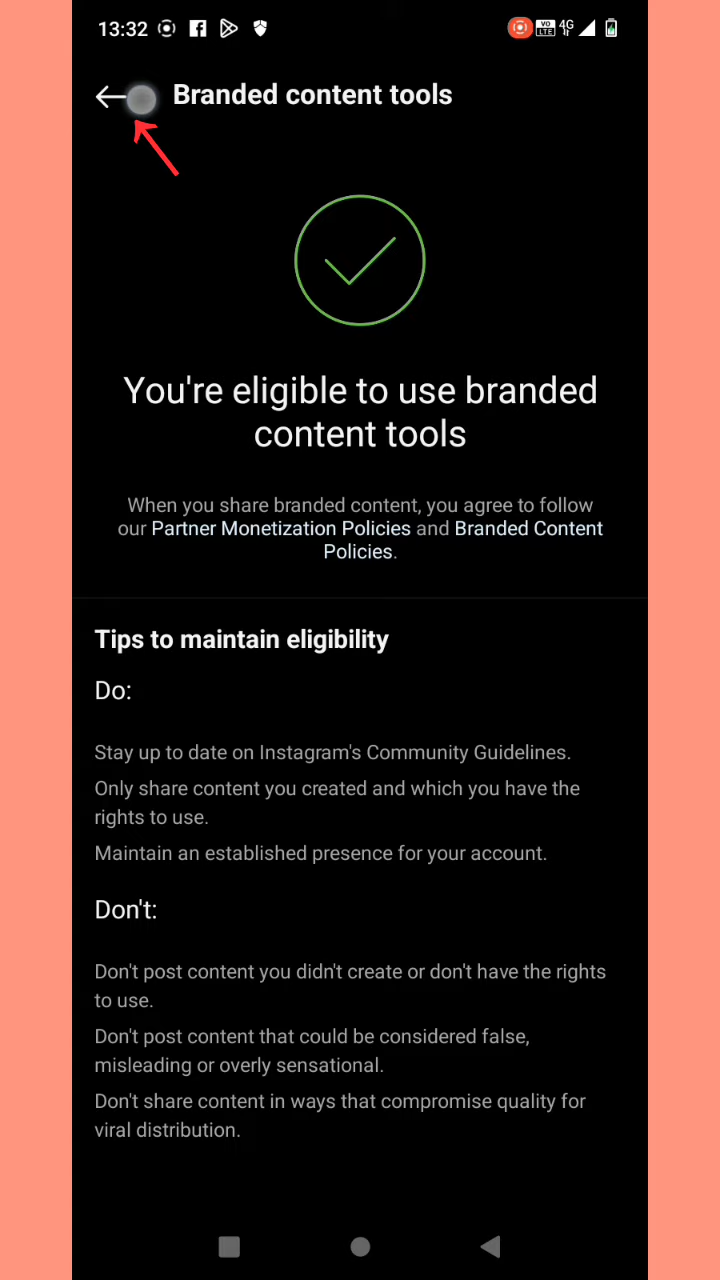 13:32
VO
LTE
4G
Branded content tools
You're eligible to use branded
content tools
When you share branded content, you agree to follow
our Partner Monetization Policies and Branded Content
Policies.
Tips to maintain eligibility
Do:
Stay up to date on Instagram's Community Guidelines.
Only share content you created and which you have the
rights to use.
Maintain an established presence for your account.
Don't:
Don't post content you didn't create or don't have the rights
to use.
Don't post content that could be considered false,
misleading or overly sensational.
Don't share content in ways that compromise quality for
viral distribution.